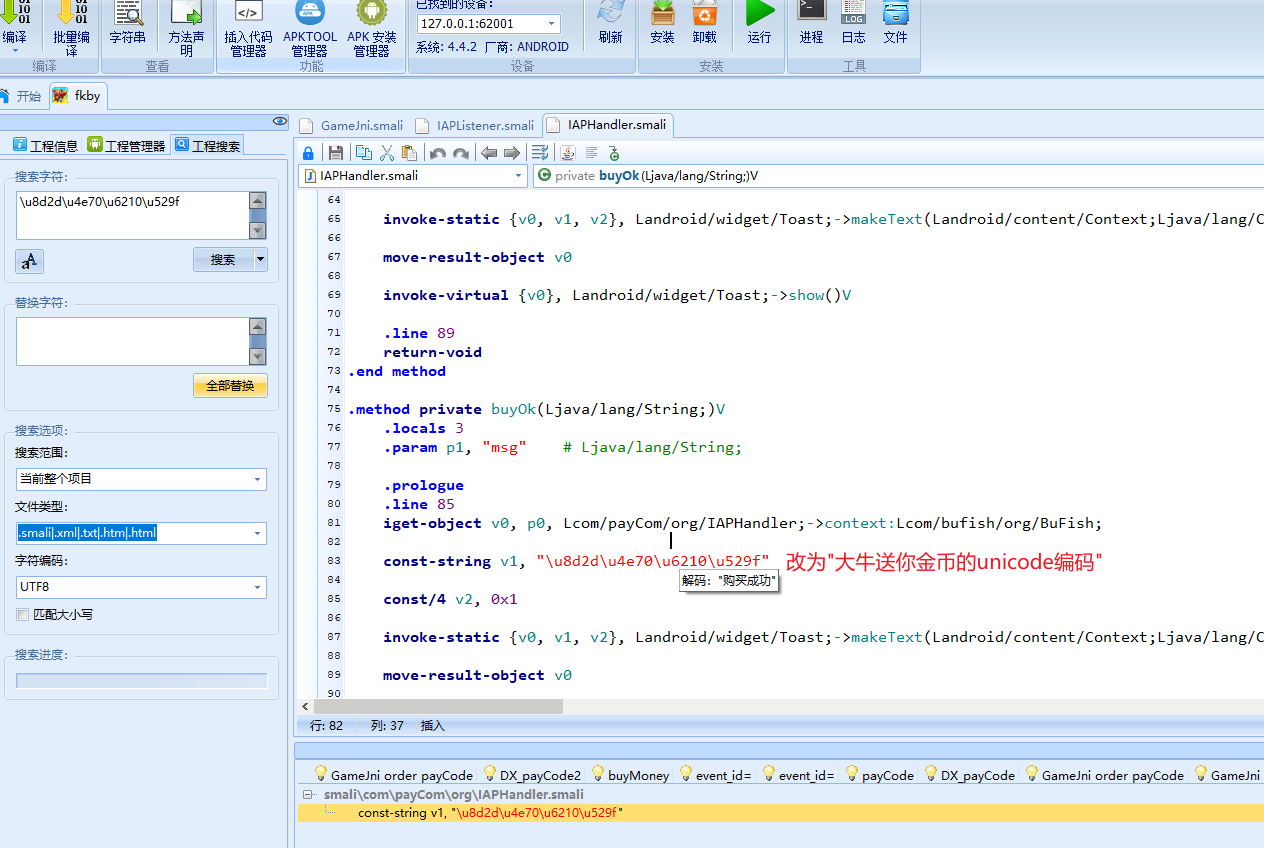 已找到的设备:
编译
批量编译
字符串
方法声明
插入代码管理器
APKTOOL管理器
APK 安装管理器
127.0.0.1:62001
系统: 4.4.2 厂商: ANDROID
刷新
安装
卸载
运行
进程
日志
文件
编译
查看
功能
设备
安装
工具
开始
fkby
工程信息
工程管理器
工程搜索
GameJni.smali
IAPListener.smali
IAPHandler.smali
IAPHandler.smali
private buyOk(Ljava/lang/String;)V
搜索字符:
\u8d2d\u4e70\u6210\u529f
搜索
替换字符:
全部替换
搜索选项:
搜索范围:
当前整个项目
文件类型:
.smali|.xml|.txt|.htm|.html
字符编码:
UTF8
匹配大小写
搜索进度:
64
65 invoke-static {v0, v1, v2}, Landroid/widget/Toast;->makeText(Landroid/content/Context;Ljava/lang/C
66
67 move-result-object v0
68
69 invoke-virtual {v0}, Landroid/widget/Toast;->show()V
70
71 .line 89
72 return-void
73 .end method
74
75 .method private buyOk(Ljava/lang/String;)V
76 .locals 3
77 .param p1, "msg" # Ljava/lang/String;
78
79 .prologue
80 .line 85
81 iget-object v0, p0, Lcom/payCom/org/IAPHandler;->context:Lcom/bufish/org/BuFish;
82
83 const-string v1, "\u8d2d\u4e70\u6210\u529f" 改为"大牛送你金币的unicode编码"
84 解码: "购买成功"
85 const/4 v2, 0x1
86
87 invoke-static {v0, v1, v2}, Landroid/widget/Toast;->makeText(Landroid/content/Context;Ljava/lang/C
88
89 move-result-object v0
90
行: 82 列: 37 插入
GameJni order payCode DX_payCode2 buyMoney event_id= event_id= payCode DX_payCode GameJni order payCode GameJni
smali\com\payCom\org\IAPHandler.smali
const-string v1, "\u8d2d\u4e70\u6210\u529f"